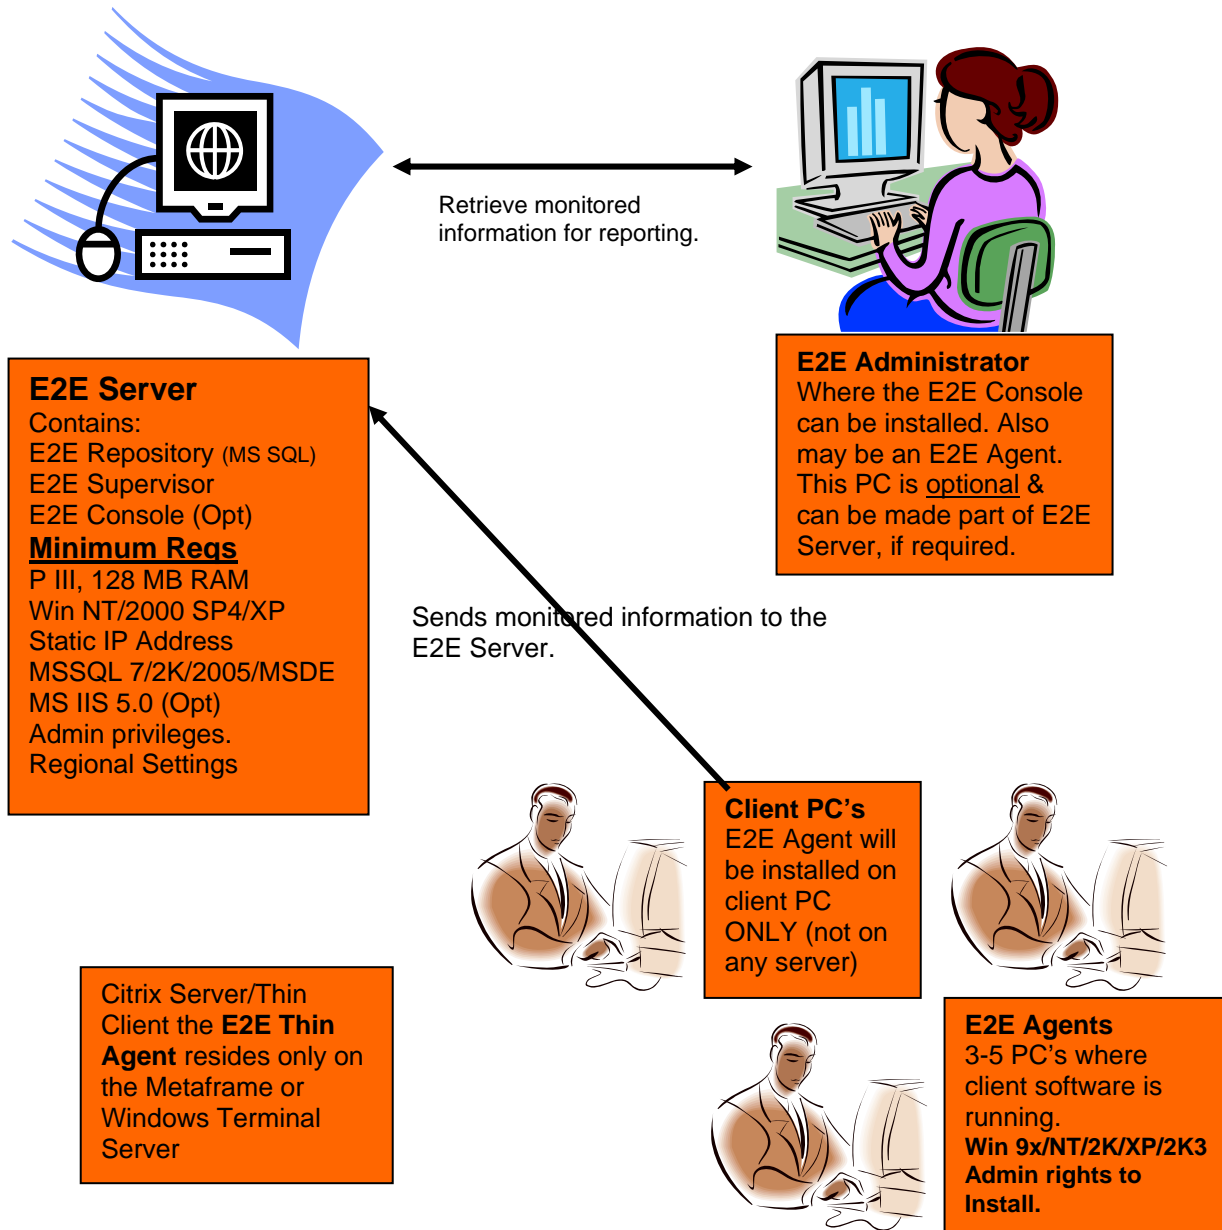 Retrieve monitored
information for reporting.
E2E Server
Contains:
E2E Repository (MS SQL)
E2E Supervisor
E2E Console (Opt)
Minimum Reqs
P III, 128 MB RAM
Win NT/2000 SP4/XP
Static IP Address
MSSQL 7/2K/2005/MSDE
MS IIS 5.0 (Opt)
Admin privileges.
Regional Settings
E2E Administrator
Where the E2E Console
can be installed. Also
may be an E2E Agent.
This PC is optional &
can be made part of E2E
Server, if required.
Sends monitored information to the
E2E Server.
Client PC’s
E2E Agent will
be installed on
client PC
ONLY (not on
any server)
Citrix Server/Thin
Client the E2E Thin
Agent resides only on
the Metaframe or
Windows Terminal
Server
E2E Agents
3-5 PC’s where
client software is
running.
Win 9x/NT/2K/XP/2K3
Admin rights to
Install.